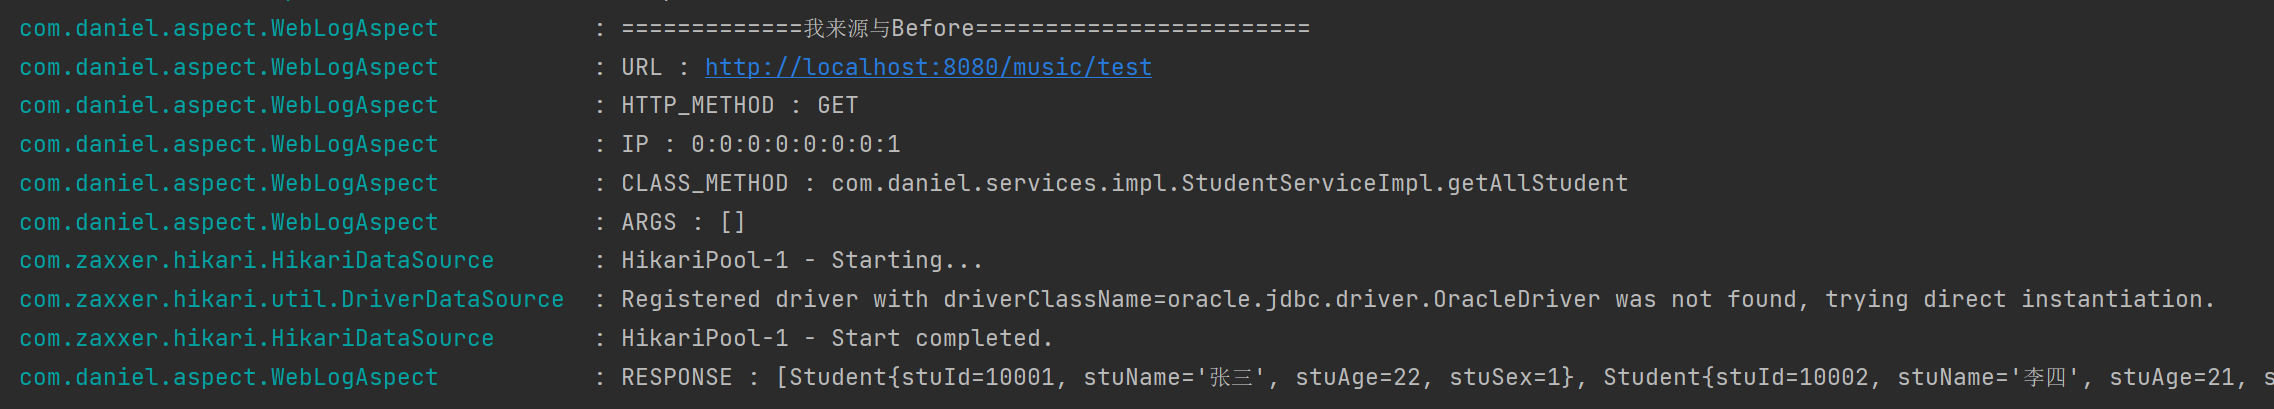 com.daniel.aspect.WebLogAspect : =============我来源与Before========================
com.daniel.aspect.WebLogAspect : URL : http://localhost:8080/music/test
com.daniel.aspect.WebLogAspect : HTTP_METHOD : GET
com.daniel.aspect.WebLogAspect : IP : 0:0:0:0:0:0:0:1
com.daniel.aspect.WebLogAspect : CLASS_METHOD : com.daniel.services.impl.StudentServiceImpl.getAllStudent
com.daniel.aspect.WebLogAspect : ARGS : []
com.zaxxer.hikari.HikariDataSource : HikariPool-1 - Starting...
com.zaxxer.hikari.util.DriverDataSource : Registered driver with driverClassName=oracle.jdbc.driver.OracleDriver was not found, trying direct instantiation.
com.zaxxer.hikari.HikariDataSource : HikariPool-1 - Start completed.
com.daniel.aspect.WebLogAspect : RESPONSE : [Student{stuId=10001, stuName='张三', stuAge=22, stuSex=1}, Student{stuId=10002, stuName='李四', stuAge=21, s